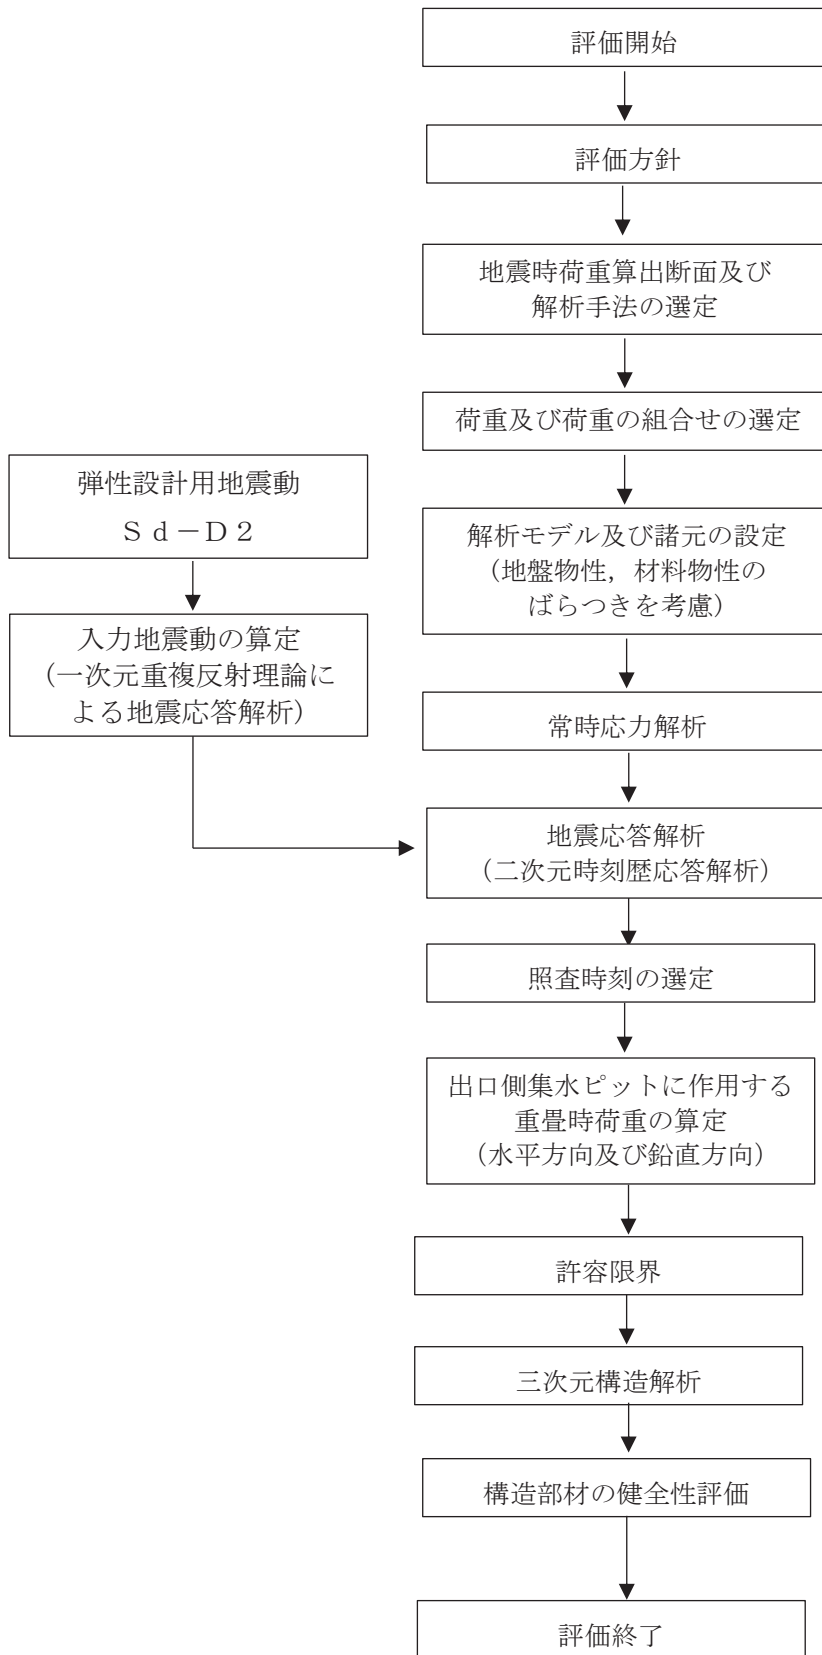 評価開始
評価方針
地震時荷重算出断面及び
解析手法の選定
荷重及び荷重の組合せの選定
弾性設計用地震動
Ｓｄ－Ｄ２
解析モデル及び諸元の設定
（地盤物性，材料物性の
ばらつきを考慮）
入力地震動の算定
（一次元重複反射理論に
よる地震応答解析）
常時応力解析
地震応答解析
（二次元時刻歴応答解析）
照査時刻の選定
出口側集水ピットに作用する
重畳時荷重の算定
（水平方向及び鉛直方向）
許容限界
三次元構造解析
構造部材の健全性評価
評価終了